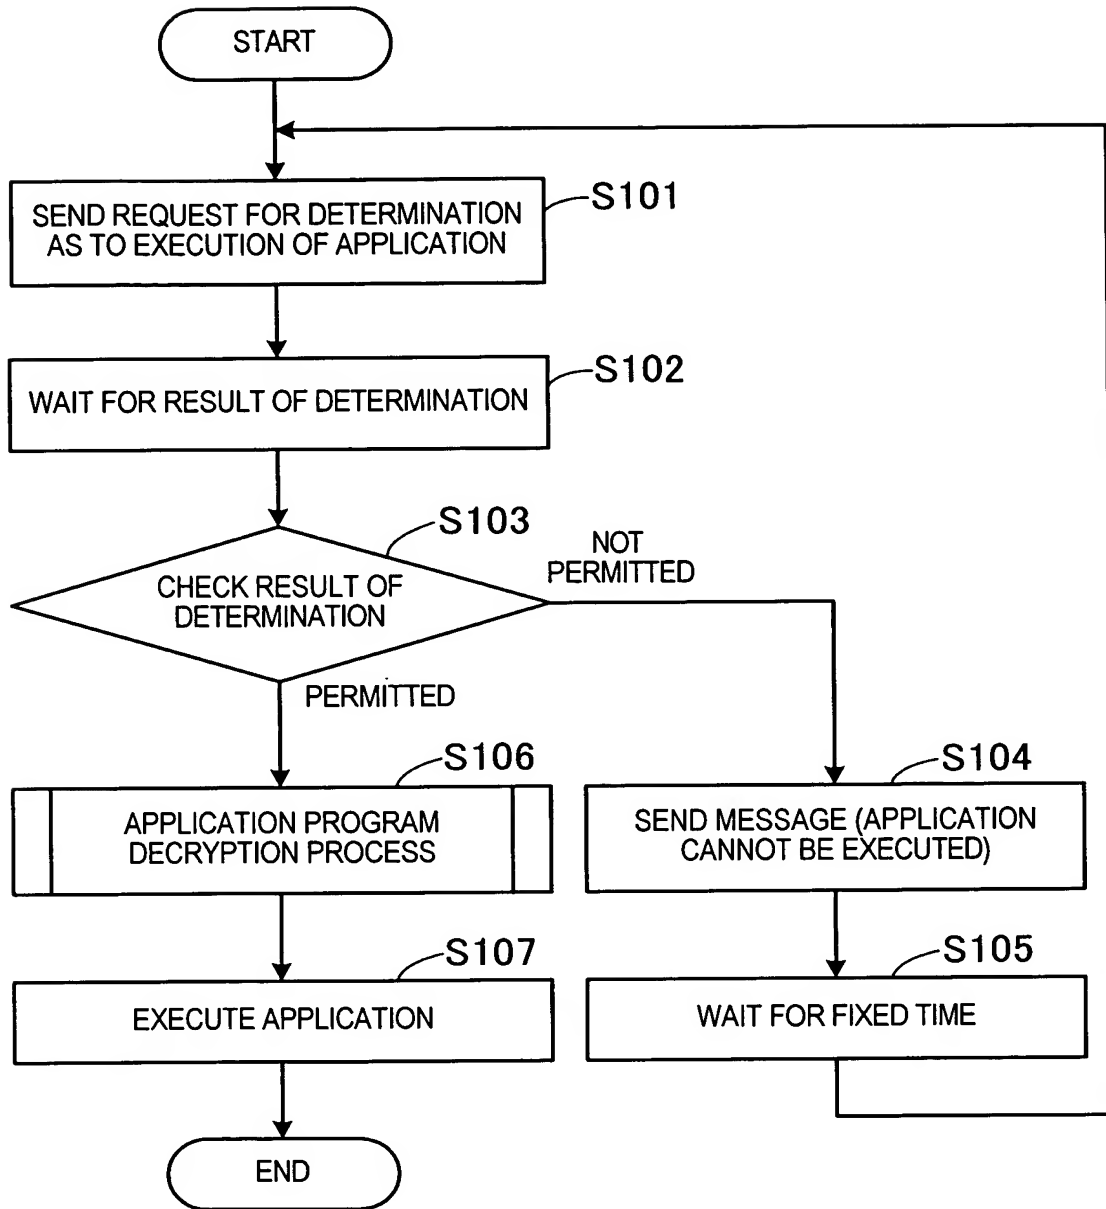 START
SEND REQUEST FOR DETERMINATION
AS TO EXECUTION OF APPLICATION
S101
WAIT FOR RESULT OF DETERMINATION
S102
CHECK RESULT OF
DETERMINATION
S103
NOT
PERMITTED
PERMITTED
APPLICATION PROGRAM
DECRYPTION PROCESS
S106
SEND MESSAGE (APPLICATION
CANNOT BE EXECUTED)
S104
EXECUTE APPLICATION
S107
WAIT FOR FIXED TIME
S105
END